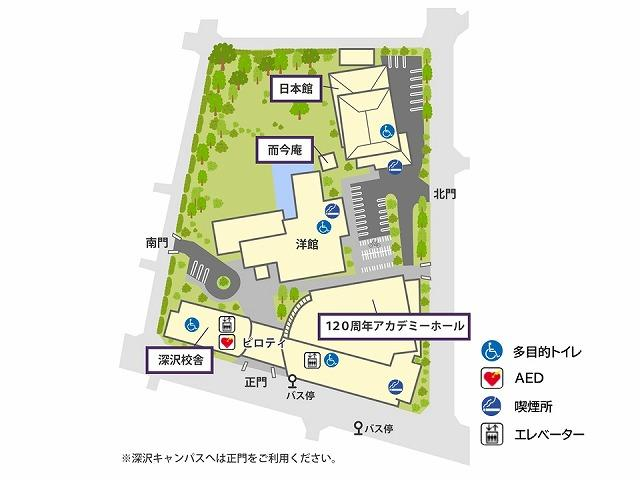 日本館
而今庵
北門
洋館
南門
120周年アカデミーホール
ピロティ
深沢校舎
正門
バス停
バス停
多目的トイレ
AED
喫煙所
エレベーター
※深沢キャンパスへは正門をご利用ください。